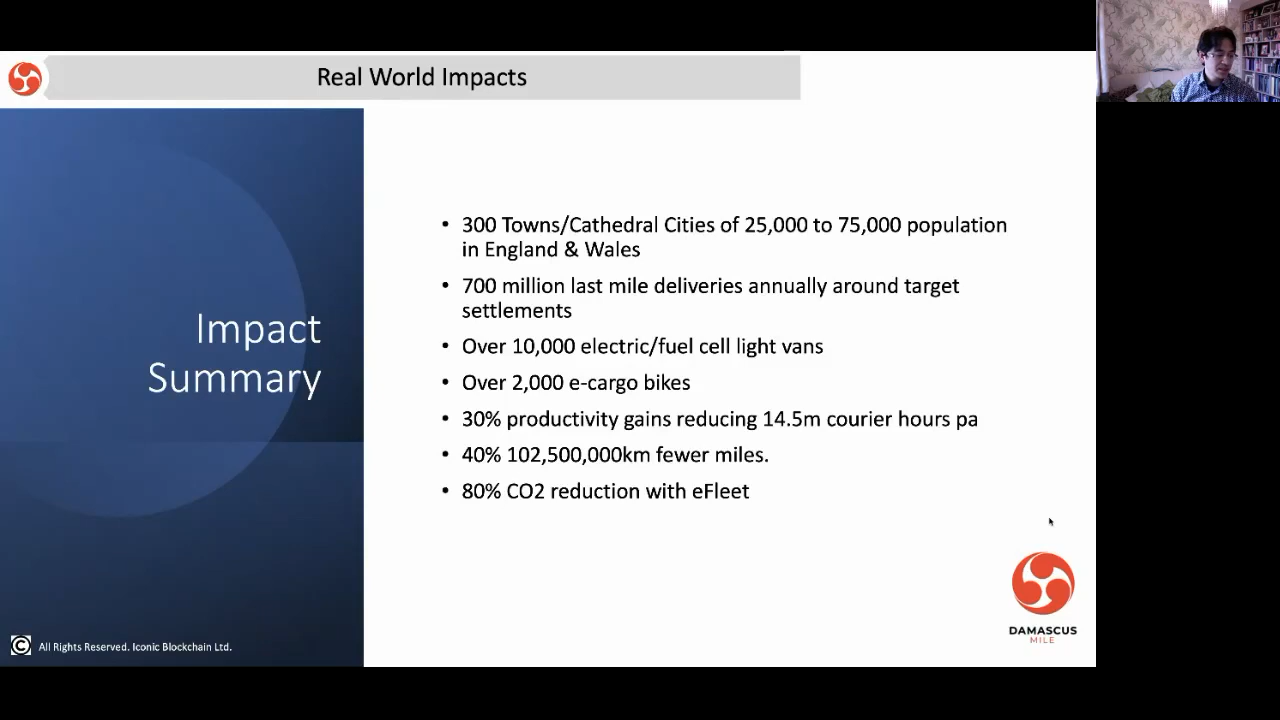 Real World Impacts
Impact
Summary
• 300 Towns/Cathedral Cities of 25,000 to 75,000 population
in England & Wales
• 700 million last mile deliveries annually around target
settlements
• Over 10,000 electric/fuel cell light vans
• Over 2,000 e-cargo bikes
• 30% productivity gains reducing 14.5m courier hours pa
• 40% 102,500,000km fewer miles.
• 80% CO2 reduction with eFleet
© All Rights Reserved. Iconic Blockchain Ltd.
DAMASCUS
MILE